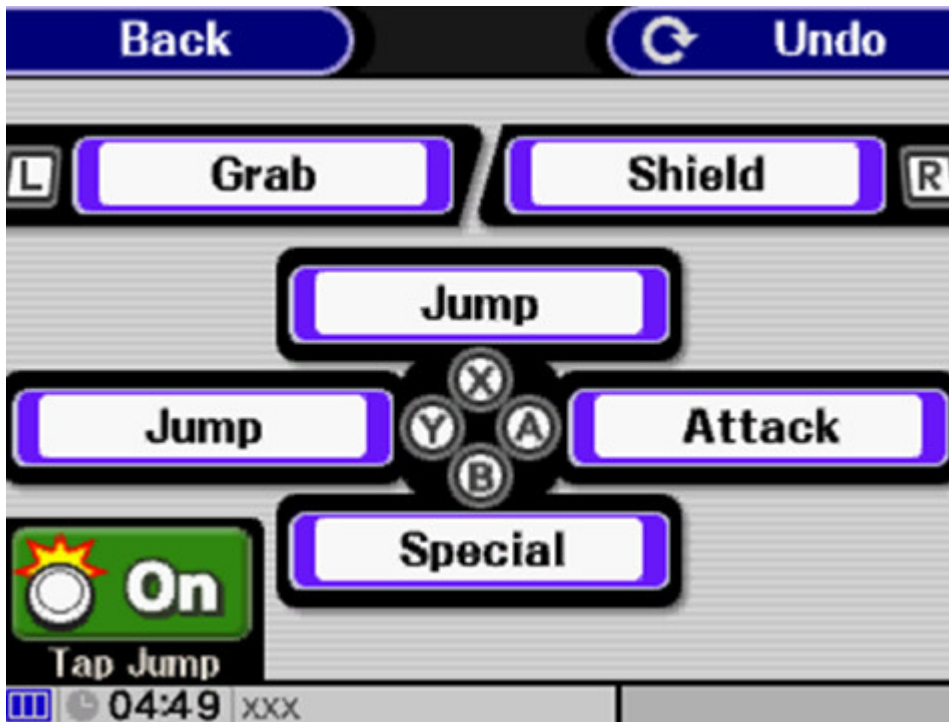 Back
Undo
L Grab Shield R
Jump
X
Jump Y A Attack
B
Special
On
Tap Jump
04:49 xxx